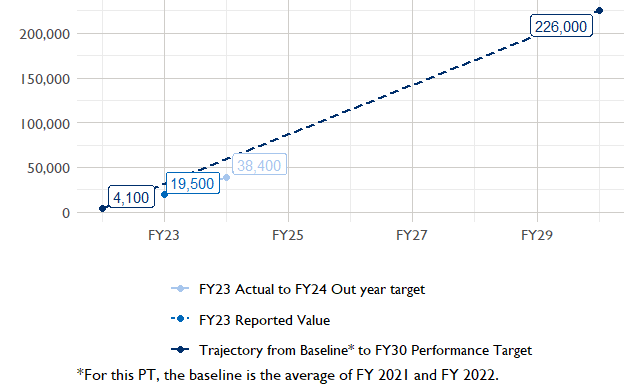 200,000
226,000
150,000
100,000
50,000
38,400
19,500
4,100
0
FY23 FY25 FY27 FY29
FY23 Actual to FY24 Out year target
FY23 Reported Value
Trajectory from Baseline* to FY30 Performance Target
*For this PT, the baseline is the average of FY 2021 and FY 2022.